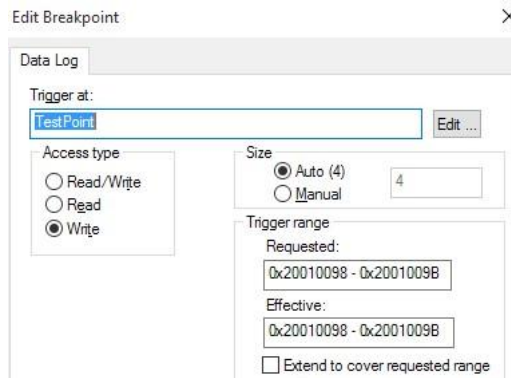 Edit Breakpoint
Data Log
Trigger at:
TestPoint
Edit ...
Access type
Read/Write
Read
Write
Size
Auto (4)
Manual
4
Trigger range
Requested:
0x20010098 - 0x2001009B
Effective:
0x20010098 - 0x2001009B
Extend to cover requested range